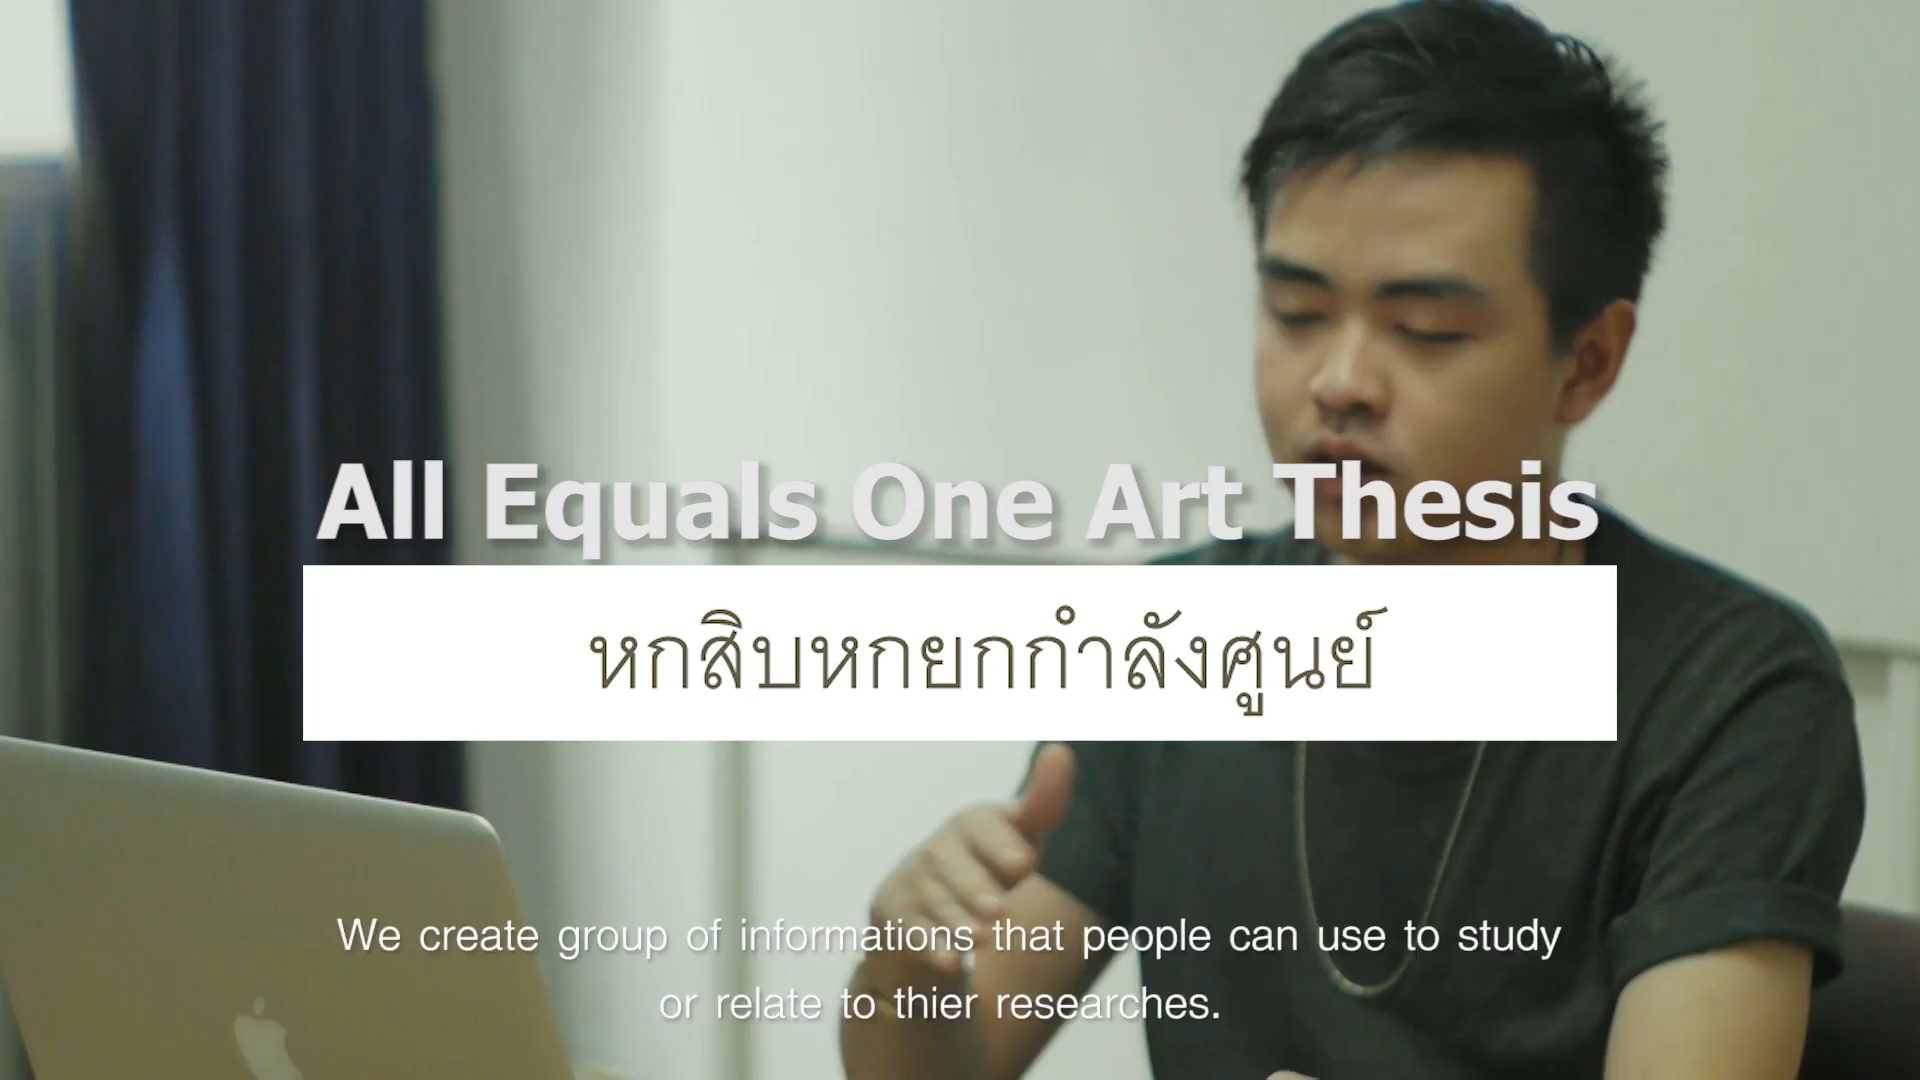 All Equals One Art Thesis
หกสิบหกยกกำลังศูนย์
We create group of informations that people can use to study
or relate to thier researches.